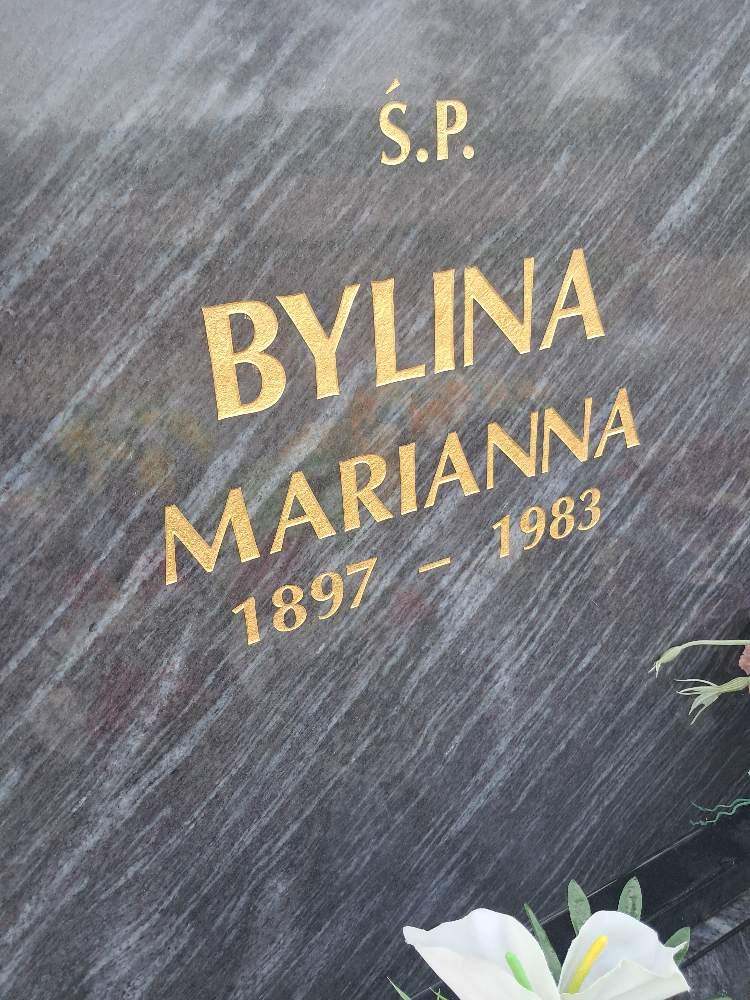 Ś.P.
BYLINA
MARIANNA
1897 – 1983